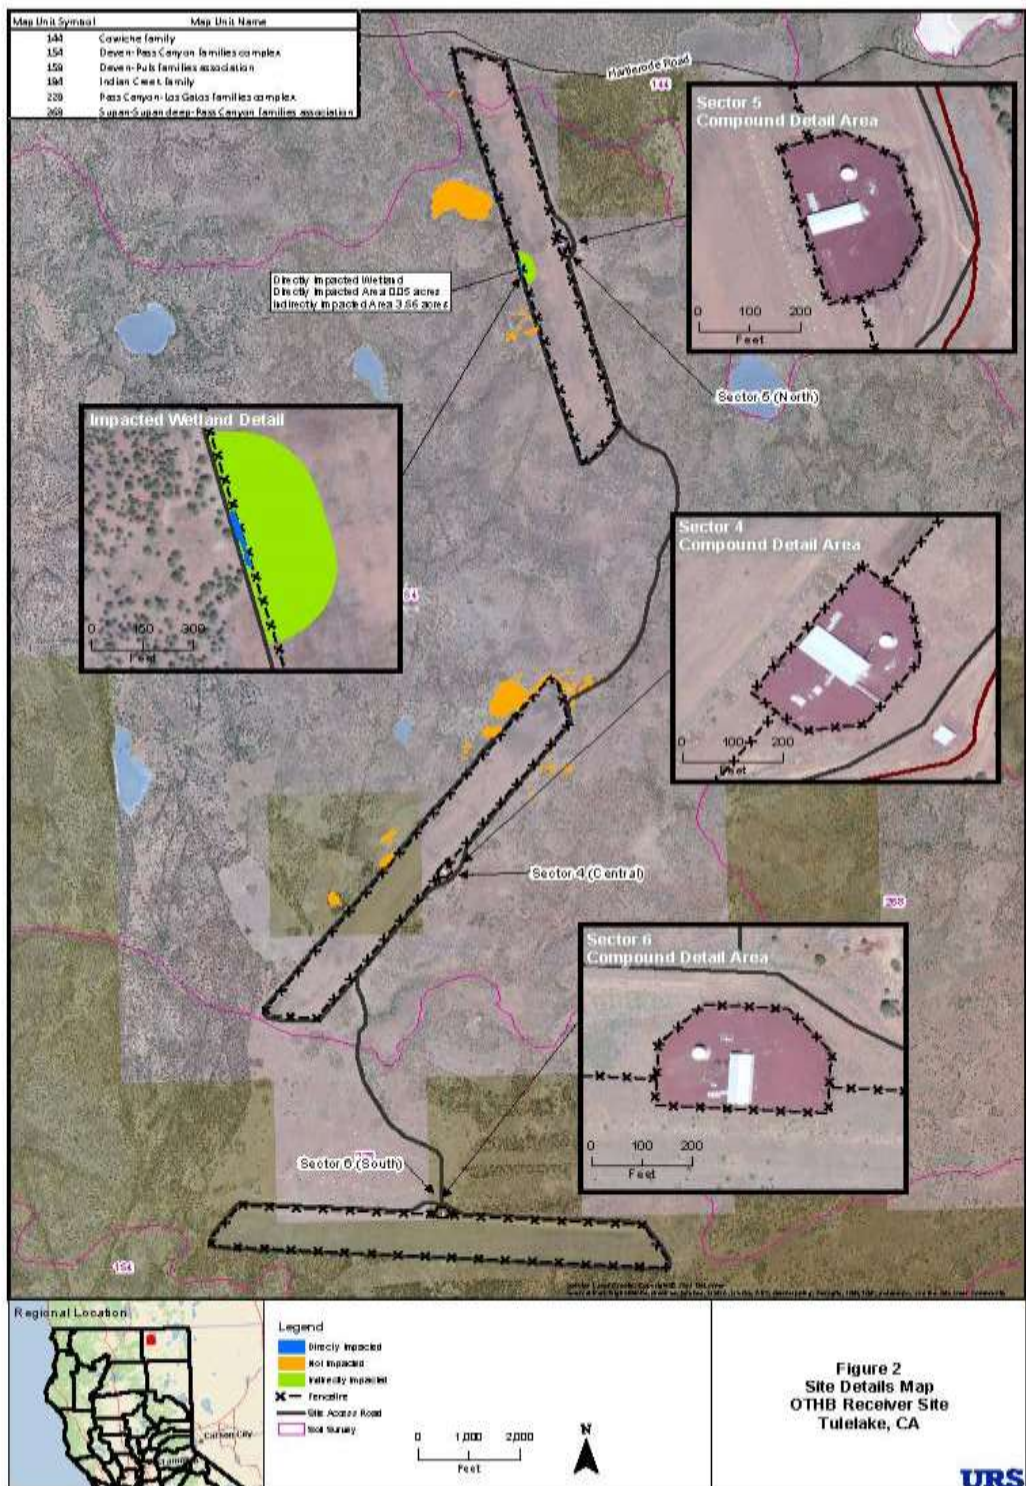 Map Unit Symbol Map Unit Name
144 Cowiche family
154 Deven-Pass Canyon families complex
159 Deven-Puls families association
194 Indian Creek family
229 Pass Canyon-Los Gatos families complex
268 Supan-Supan deep-Pass Canyon families association
Road
144
Sector 5
Compound Detail Area
0 100 200
Feet
Directly Impacted Wetland
Directly Impacted Area 0.05 acres
Indirectly Impacted Area 3.66 acres
Sector 5 (North)
Impacted Wetland Detail
0 150 300
Feet
Sector 4
Compound Detail Area
0 100 200
Feet
Sector 4 (Central)
268
Sector 6
Compound Detail Area
0 100 200
Feet
Sector 6 (South)
154
Regional Location
Carson City
Legend
Directly Impacted
Not Impacted
Indirectly Impacted
Fenceline
Site Access Road
Soil Survey
0 1,000 2,000
Feet
N
Figure 2
Site Details Map
OTHB Receiver Site
Tulelake, CA
URS